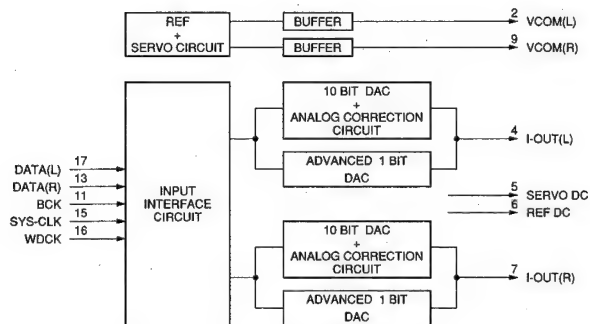 REF
+
SERVO CIRCUIT
BUFFER
2
VCOM(L)
BUFFER
9
VCOM(R)
10 BIT DAC
+
ANALOG CORRECTION
CIRCUIT
4
I-OUT(L)
ADVANCED 1 BIT
DAC
DATA(L)
17
DATA(R)
13
BCK
11
SYS-CLK
15
WDCK
16
INPUT
INTERFACE
CIRCUIT
5
SERVO DC
6
REF DC
10 BIT DAC
+
ANALOG CORRECTION
CIRCUIT
7
I-OUT(R)
ADVANCED 1 BIT
DAC